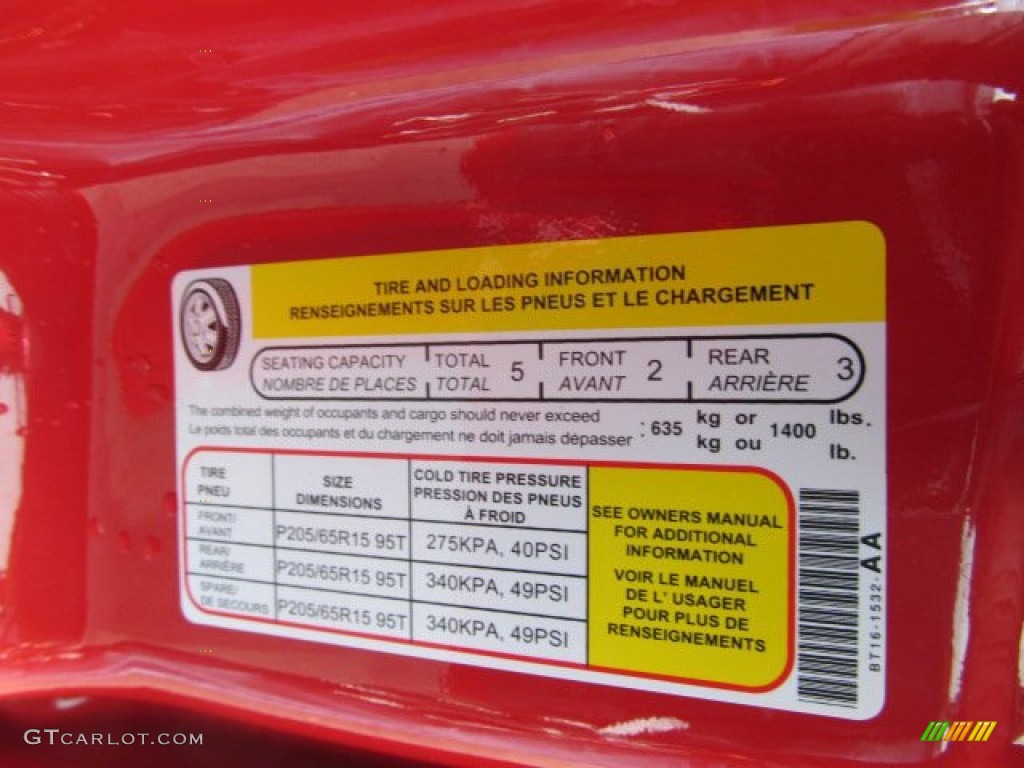 TIRE AND LOADING INFORMATION
RENSEIGNEMENTS SUR LES PNEUS ET LE CHARGEMENT
SEATING CAPACITY TOTAL 5 FRONT 2 REAR 3
NOMBRE DE PLACES TOTAL AVANT ARRIÈRE
The combined weight of occupants and cargo should never exceed : 635 kg or 1400 lbs.
Le poids total des occupants et du chargement ne doit jamais dépasser kg ou lb.
TIRE
PNEU
SIZE
DIMENSIONS
COLD TIRE PRESSURE
PRESSION DES PNEUS
À FROID
FRONT/
AVANT
P205/65R15 95T
275KPA, 40PSI
REAR/
ARRIÈRE
P205/65R15 95T
340KPA, 49PSI
SPARE/
DE SECOURS
P205/65R15 95T
340KPA, 49PSI
SEE OWNERS MANUAL
FOR ADDITIONAL
INFORMATION
VOIR LE MANUEL
DE L' USAGER
POUR PLUS DE
RENSEIGNEMENTS
BT16-1532-AA
GTCARLOT.COM